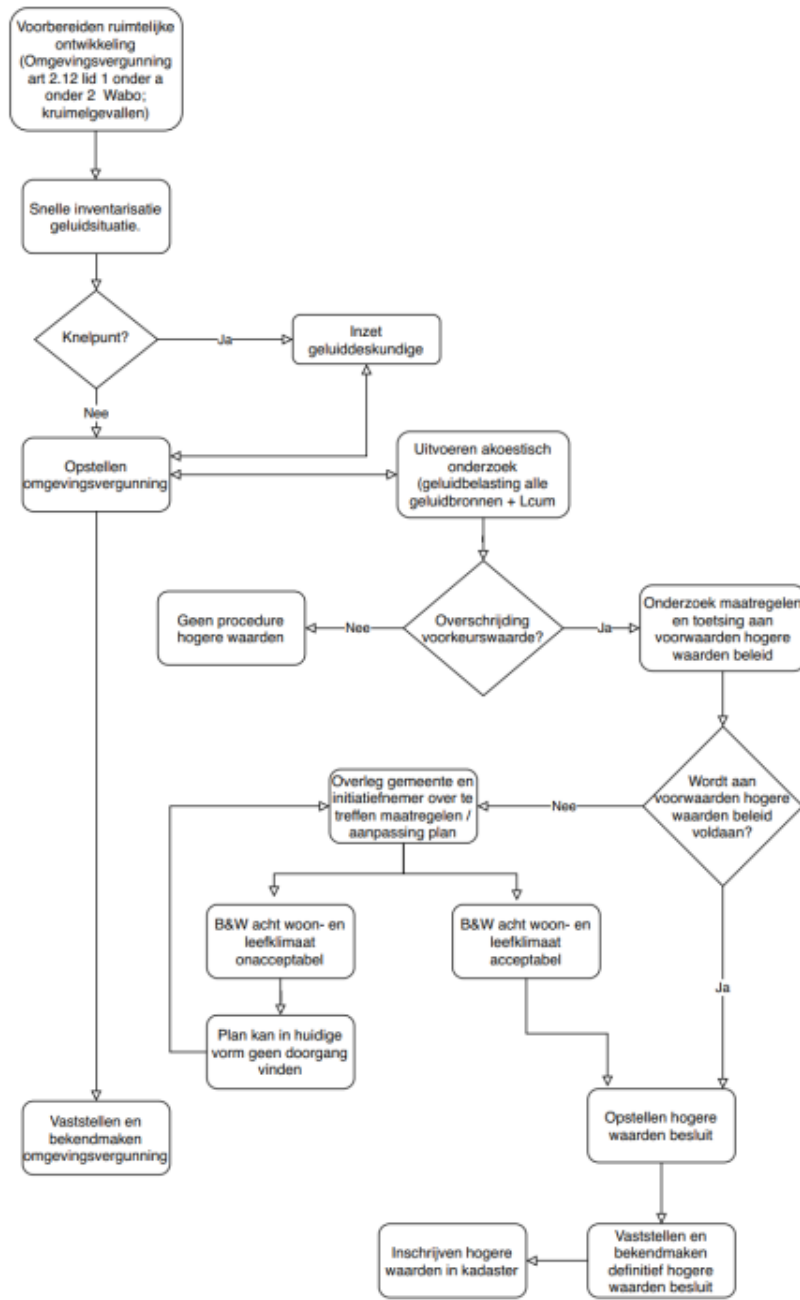 Voorbereiden ruimtelijke
ontwikkeling
(Omgevingsvergunning
art 2.12 lid 1 onder a
onder 2 Wabo;
kruimelgevallen)
Snelle inventarisatie
geluidsituatie.
Knelpunt?
Ja
Inzet
geluiddeskundige
Nee
Opstellen
omgevingsvergunning
Uitvoeren akoestisch
onderzoek
(geluidbelasting alle
geluidbronnen + Lcum
Geen procedure
hogere waarden
Nee
Overschrijding
voorkeurswaarde?
Ja
Onderzoek maatregelen
en toetsing aan
voorwaarden hogere
waarden beleid
Overleg gemeente en
initiatiefnemer over te
treffen maatregelen /
aanpassing plan
Nee
Wordt aan
voorwaarden hogere
waarden beleid
voldaan?
B&W acht woon- en
leefklimaat
onacceptabel
B&W acht woon- en
leefklimaat
acceptabel
Ja
Plan kan in huidige
vorm geen doorgang
vinden
Vaststellen en
bekendmaken
omgevingsvergunning
Opstellen hogere
waarden besluit
Inschrijven hogere
waarden in kadaster
Vaststellen en
bekendmaken
definitief hogere
waarden besluit